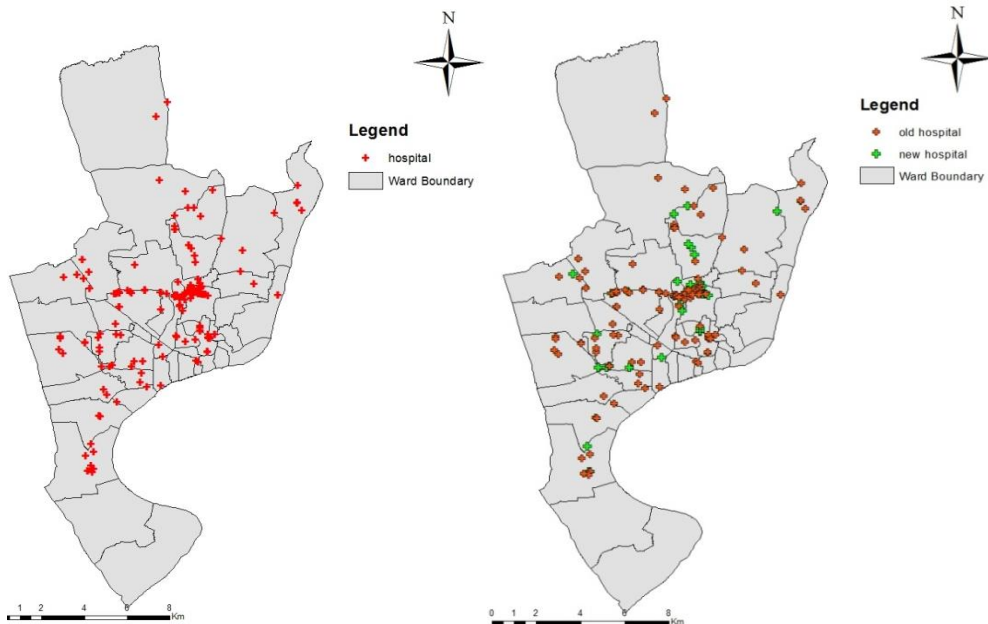 N
Legend
hospital
Ward Boundary
1 2 4 6 8
Km
N
Legend
old hospital
new hospital
Ward Boundary
0 1 2 4 6 8
Km